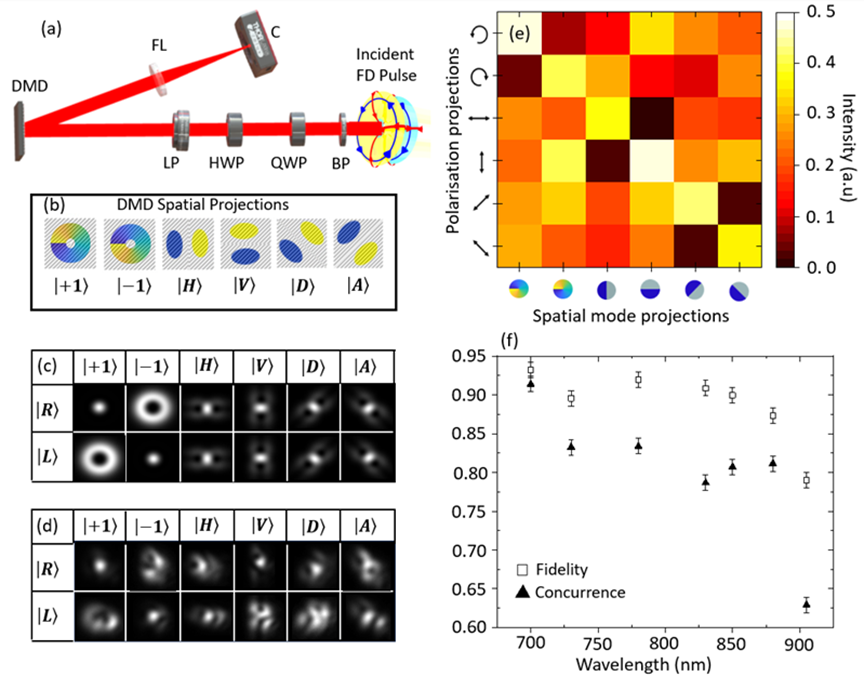 (a)
FL
C
THOR
Incident
FD Pulse
DMD
LP
HWP
QWP
BP
(b)
DMD Spatial Projections
|+1⟩ |−1⟩ |H⟩ |V⟩ |D⟩ |A⟩
(c) |+1⟩ |−1⟩ |H⟩ |V⟩ |D⟩ |A⟩
|R⟩
|L⟩
(d) |+1⟩ |−1⟩ |H⟩ |V⟩ |D⟩ |A⟩
|R⟩
|L⟩
(e)
Polarisation projections
Spatial mode projections
0.5
0.4
0.3
0.2
0.1
0.0
Intensity (a.u)
(f)
0.95
0.90
0.85
0.80
0.75
0.70
0.65
0.60
Fidelity
Concurrence
700 750 800 850 900
Wavelength (nm)